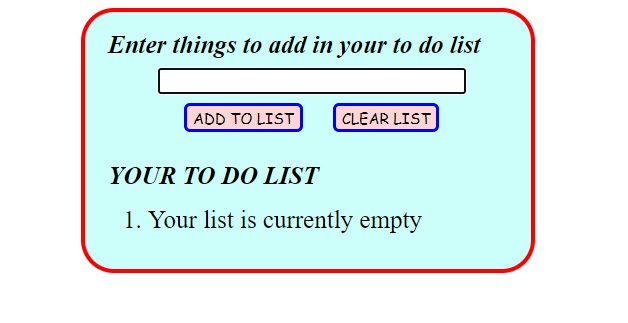 Enter things to add in your to do list
ADD TO LIST CLEAR LIST
YOUR TO DO LIST
1. Your list is currently empty